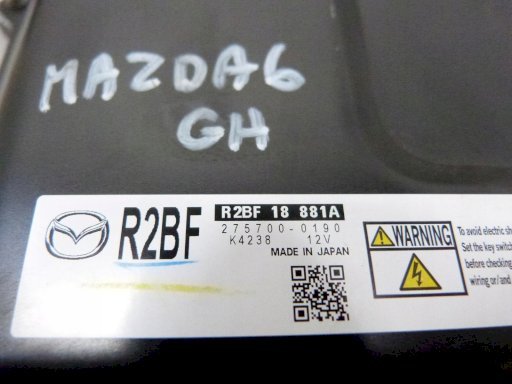 MAZDA6
GH
R2BF
R2BF 18 881A
275700-0190
K4238 12V
MADE IN JAPAN
WARNING
To avoid electric
Set the key switch
before checking
wiring or/and